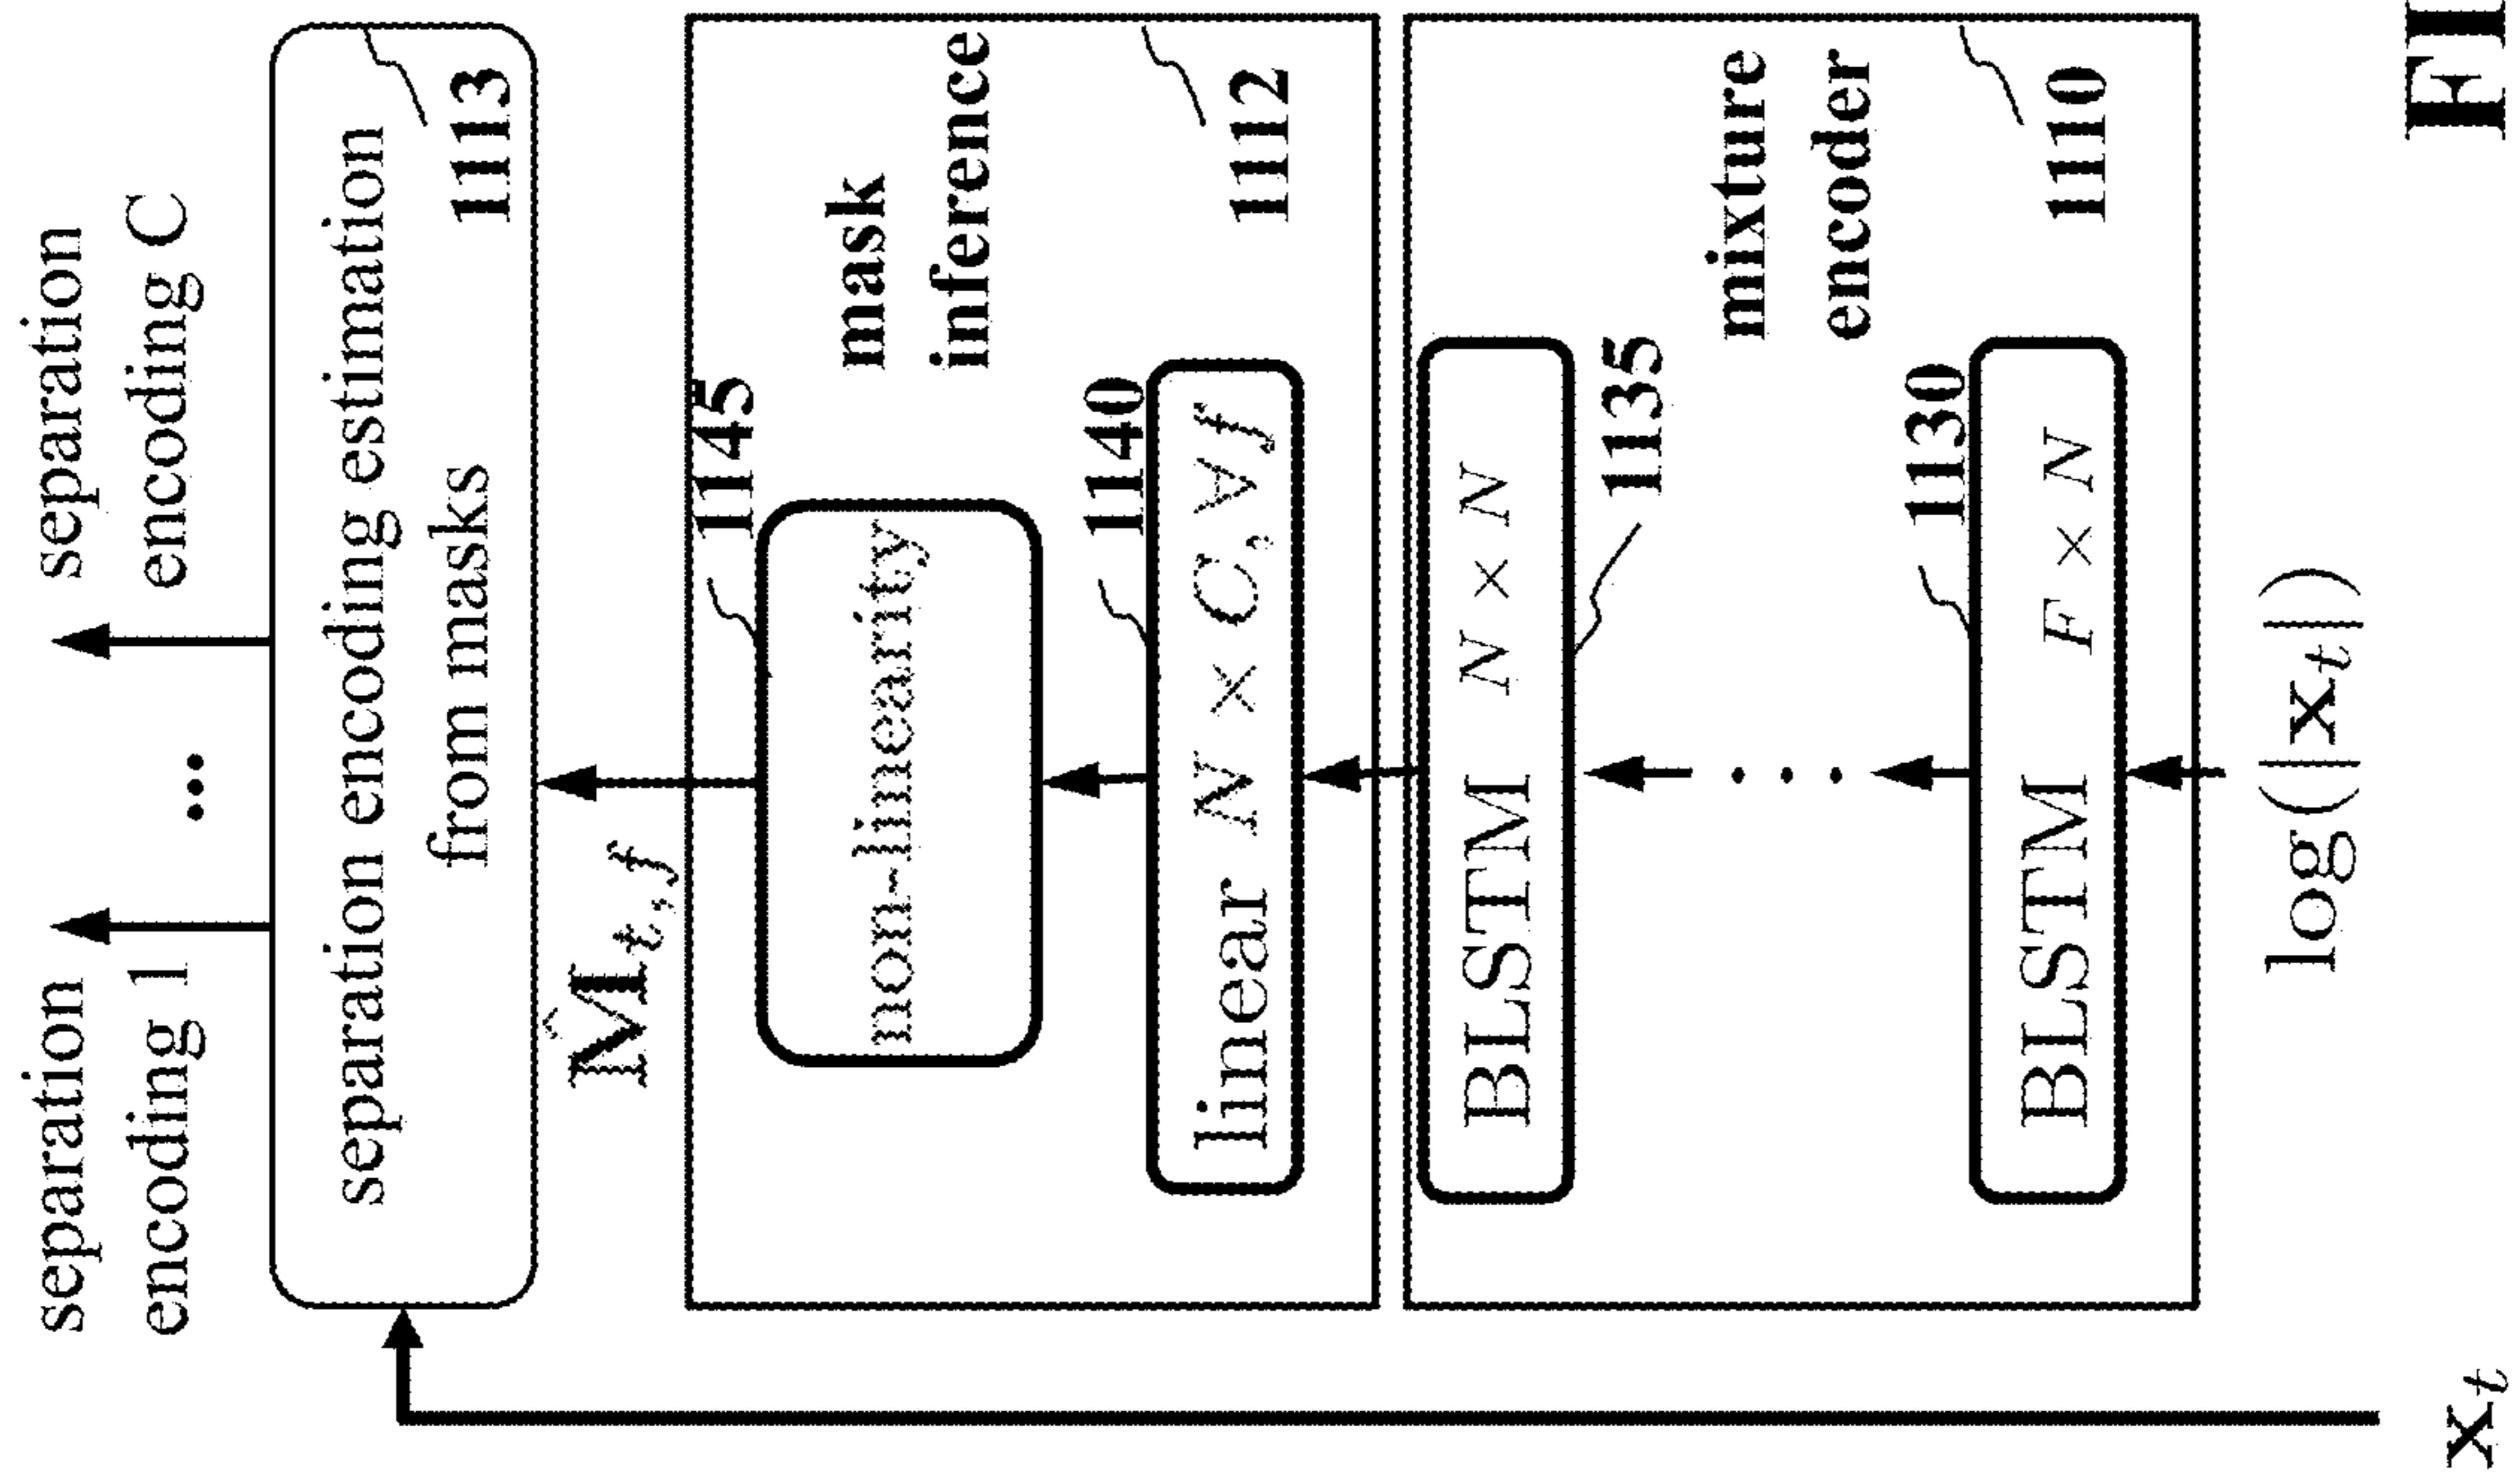 separation
encoding 1
...
separation
encoding C
separation encoding estimation
from masks
1113
M̂t,f
1145
non-linearity
mask
inference
1140
linear N × C, ∀f
1112
BLSTM N × N
1135
mixture
encoder
1130
BLSTM F × N
1110
log(|xt|)
xt